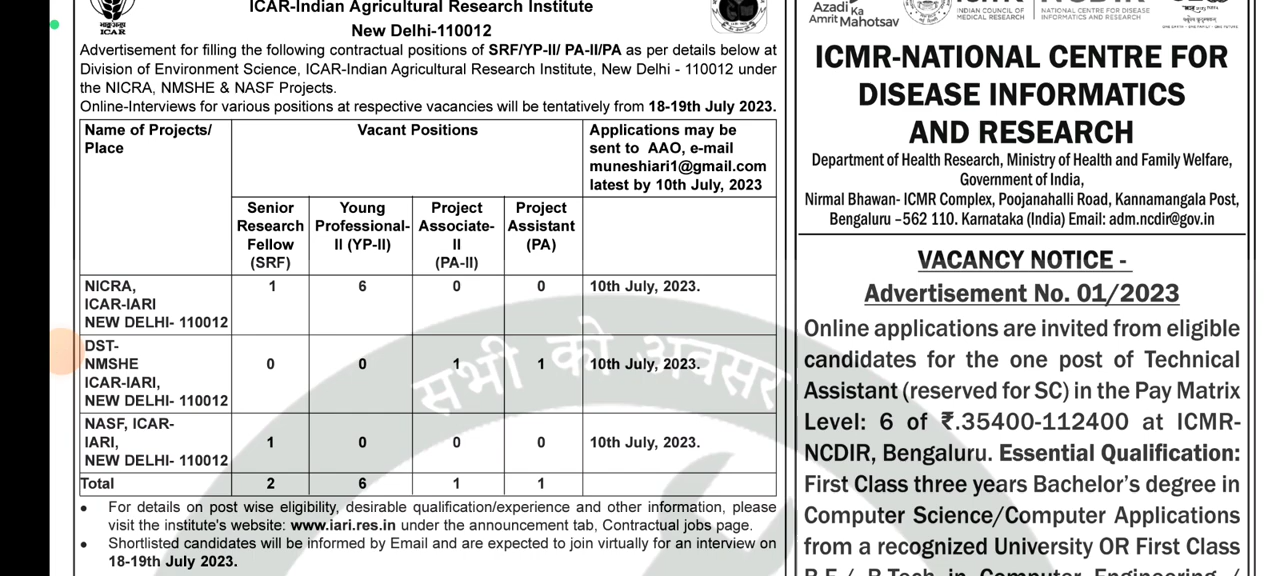 ICAR-Indian Agricultural Research Institute
New Delhi-110012
ICAR
Advertisement for filling the following contractual positions of SRF/YP-II/ PA-II/PA as per details below at
Division of Environment Science, ICAR-Indian Agricultural Research Institute, New Delhi - 110012 under
the NICRA, NMSHE & NASF Projects.
Online-Interviews for various positions at respective vacancies will be tentatively from 18-19th July 2023.
Name of Projects/
Place
Vacant Positions
Applications may be
sent to AAO, e-mail
muneshiari1@gmail.com
latest by 10th July, 2023
Senior
Research
Fellow
(SRF)
Young
Professional-
II (YP-II)
Project
Associate-
II
(PA-II)
Project
Assistant
(PA)
NICRA,
ICAR-IARI
NEW DELHI- 110012
1 6 0 0 10th July, 2023.
DST-
NMSHE
ICAR-IARI,
NEW DELHI- 110012
0 0 1 1 10th July, 2023.
NASF, ICAR-
IARI,
NEW DELHI- 110012
1 0 0 0 10th July, 2023.
Total 2 6 1 1
• For details on post wise eligibility, desirable qualification/experience and other information, please
visit the institute's website: www.iari.res.in under the announcement tab, Contractual jobs page.
• Shortlisted candidates will be informed by Email and are expected to join virtually for an interview on
18-19th July 2023.
सभी को अवसर
Azadi Ka
Amrit Mahotsav
INDIAN COUNCIL OF
MEDICAL RESEARCH
NATIONAL CENTRE FOR DISEASE
INFORMATICS AND RESEARCH
ICMR-NATIONAL CENTRE FOR
DISEASE INFORMATICS
AND RESEARCH
Department of Health Research, Ministry of Health and Family Welfare,
Government of India,
Nirmal Bhawan- ICMR Complex, Poojanahalli Road, Kannamangala Post,
Bengaluru –562 110. Karnataka (India) Email: adm.ncdir@gov.in
VACANCY NOTICE -
Advertisement No. 01/2023
Online applications are invited from eligible
candidates for the one post of Technical
Assistant (reserved for SC) in the Pay Matrix
Level: 6 of ₹.35400-112400 at ICMR-
NCDIR, Bengaluru. Essential Qualification:
First Class three years Bachelor's degree in
Computer Science/Computer Applications
from a recognized University OR First Class
B.E./ B.Tech in Computer Engineering /